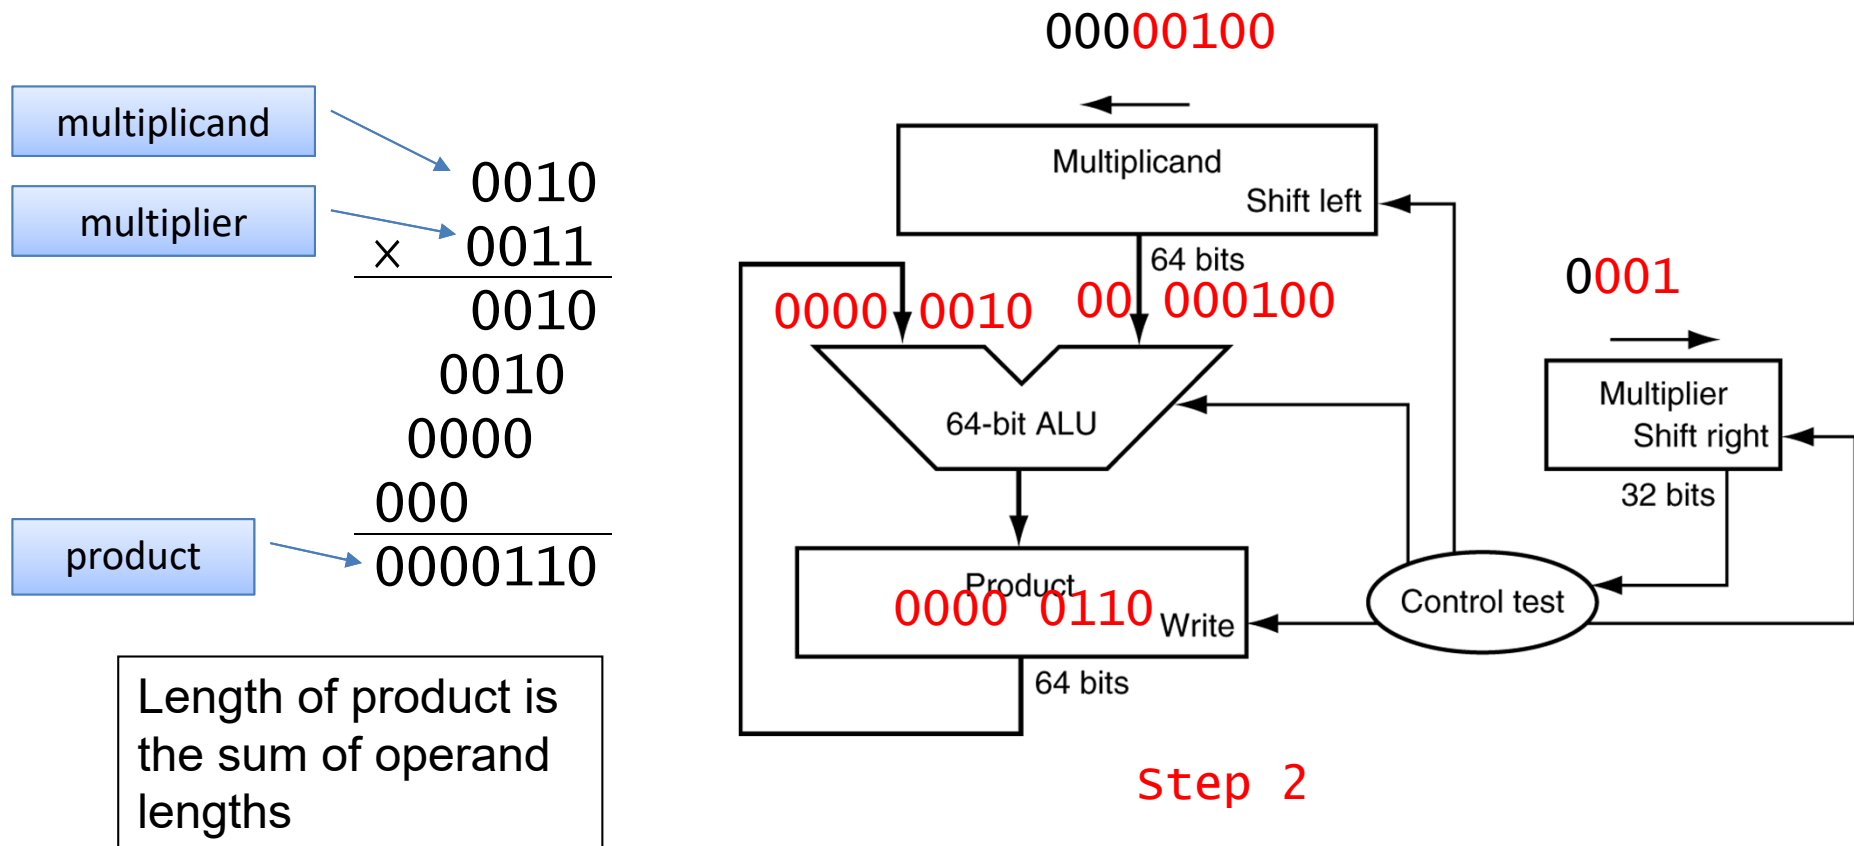 multiplicand
multiplier
0010
× 0011
0010
0010
0000
000
0000110
product
Length of product is
the sum of operand
lengths
00000100
Multiplicand
Shift left
64 bits
0000 0010
00 000100
64-bit ALU
0001
Multiplier
Shift right
32 bits
Control test
Product
0000 0110
Write
64 bits
Step 2